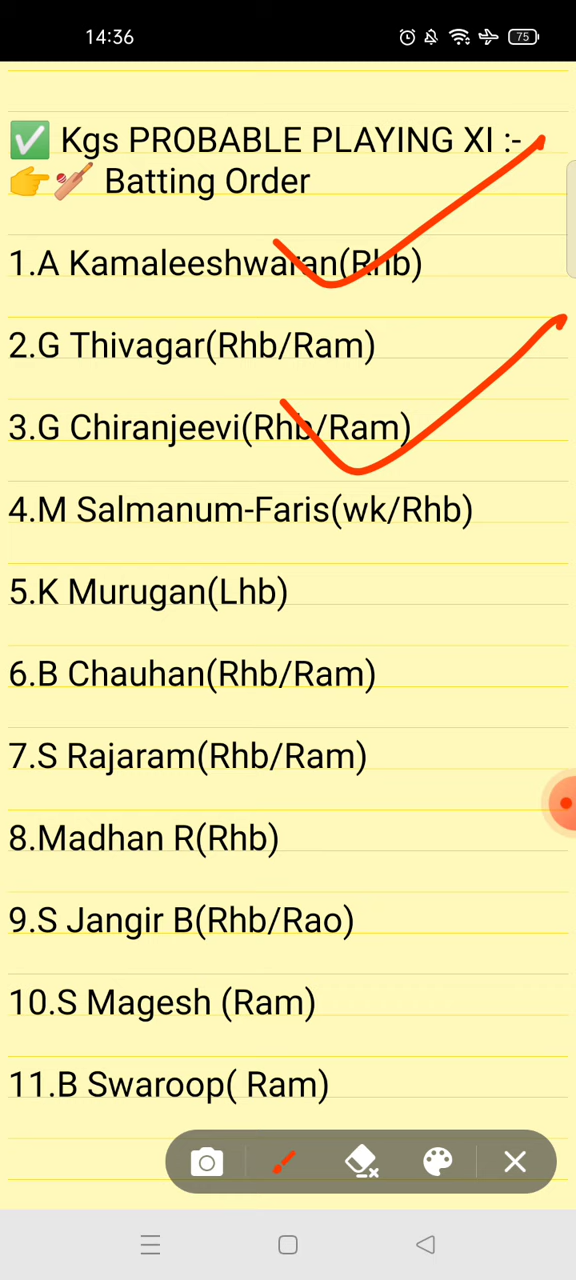 14:36
75
✅ Kgs PROBABLE PLAYING XI :-
👉🏏 Batting Order
1.A Kamaleeshwaran(Rhb)
2.G Thivagar(Rhb/Ram)
3.G Chiranjeevi(Rhb/Ram)
4.M Salmanum-Faris(wk/Rhb)
5.K Murugan(Lhb)
6.B Chauhan(Rhb/Ram)
7.S Rajaram(Rhb/Ram)
8.Madhan R(Rhb)
9.S Jangir B(Rhb/Rao)
10.S Magesh (Ram)
11.B Swaroop( Ram)